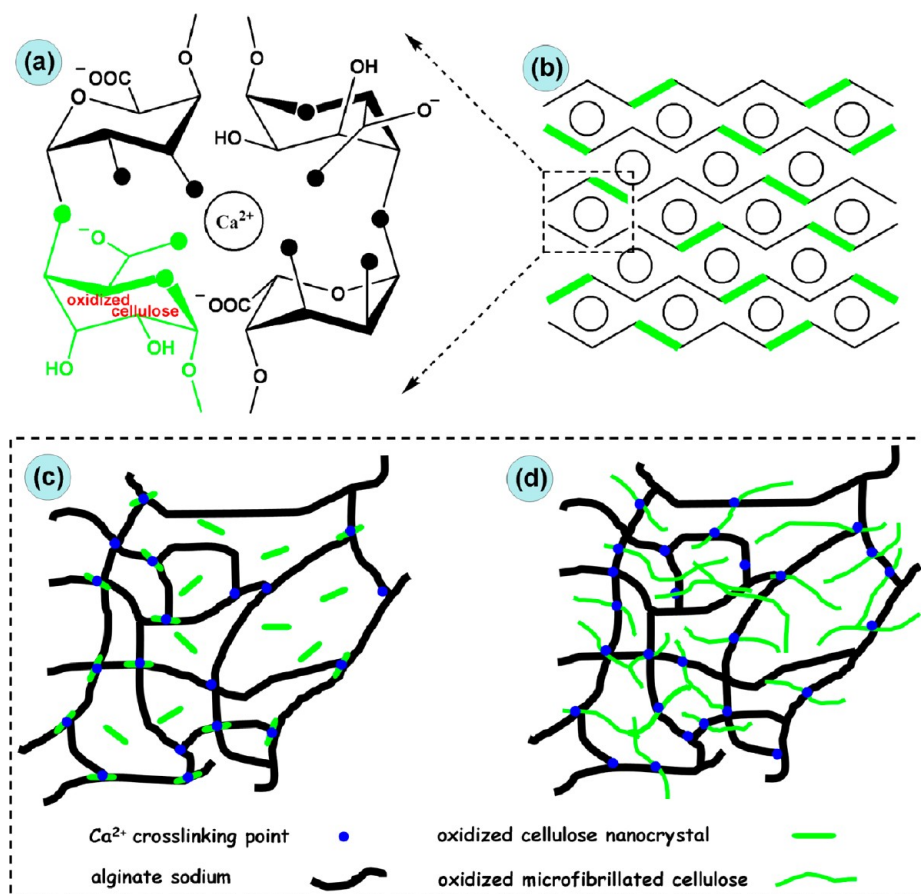 (a)
(b)
O
O
⁻OOC
OH
O
O
O⁻
HO
O
O
Ca²⁺
⁻O
O
O
⁻OOC
O
oxidized
cellulose
OH
HO
O
O
(c)
(d)
Ca²⁺ crosslinking point
oxidized cellulose nanocrystal
alginate sodium
oxidized microfibrillated cellulose